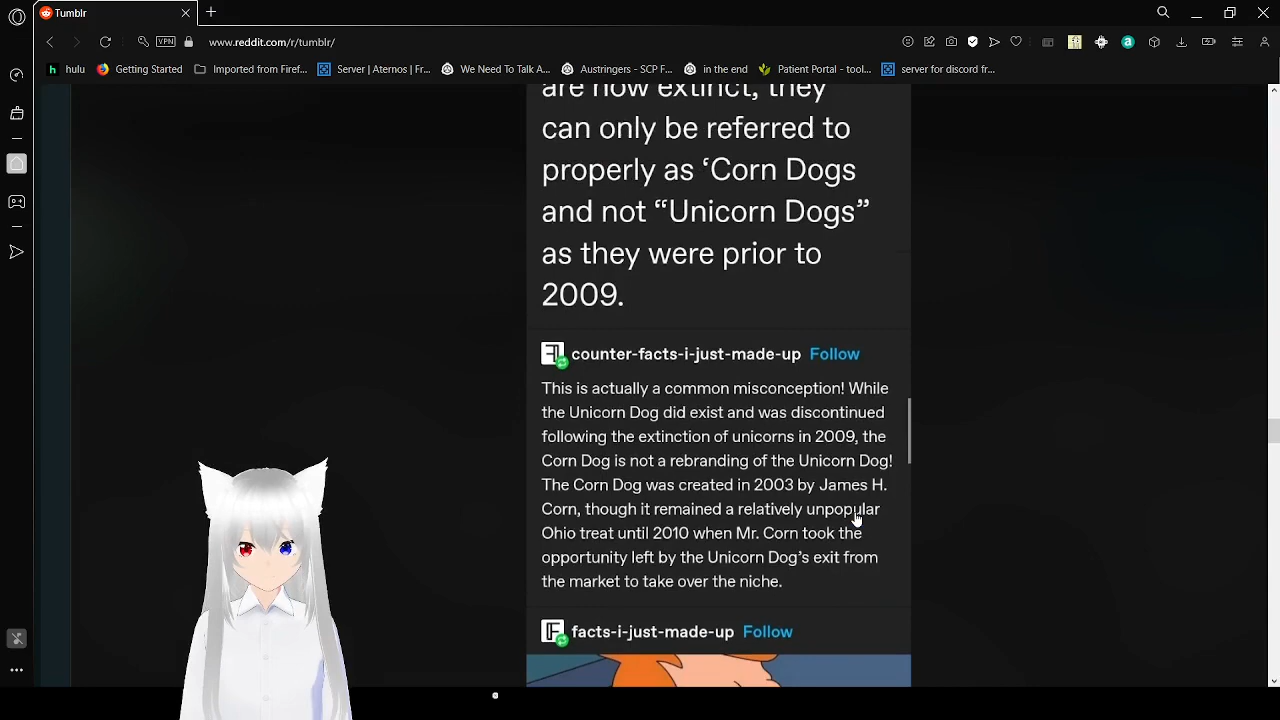 Tumblr
VPN
www.reddit.com/r/tumblr/
hulu
Getting Started
Imported from Firef...
Server | Aternos | Fr...
We Need To Talk A...
Austringers - SCP F...
in the end
Patient Portal - tool...
server for discord fr...
are now extinct, they
can only be referred to
properly as ‘Corn Dogs
and not “Unicorn Dogs”
as they were prior to
2009.
counter-facts-i-just-made-up Follow
This is actually a common misconception! While
the Unicorn Dog did exist and was discontinued
following the extinction of unicorns in 2009, the
Corn Dog is not a rebranding of the Unicorn Dog!
The Corn Dog was created in 2003 by James H.
Corn, though it remained a relatively unpopular
Ohio treat until 2010 when Mr. Corn took the
opportunity left by the Unicorn Dog’s exit from
the market to take over the niche.
facts-i-just-made-up Follow